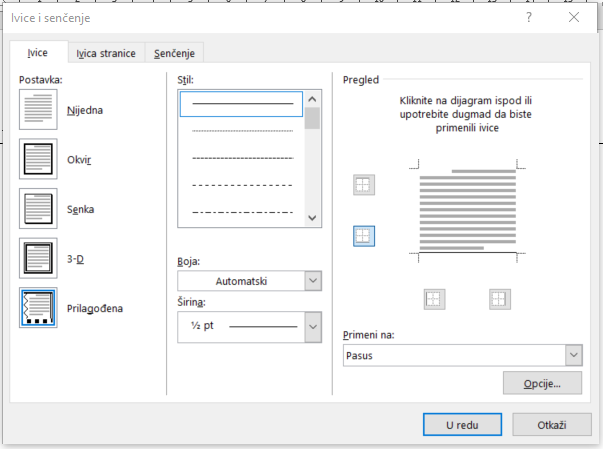 Ivice i senčenje
?
Ivice
Ivica stranice
Senčenje
Postavka:
Nijedna
Okvir
Senka
3-D
Prilagođena
Stil:
Boja:
Automatski
Širina:
½ pt
Pregled
Kliknite na dijagram ispod ili
upotrebite dugmad da biste
primenili ivice
Primeni na:
Pasus
Opcije...
U redu
Otkaži